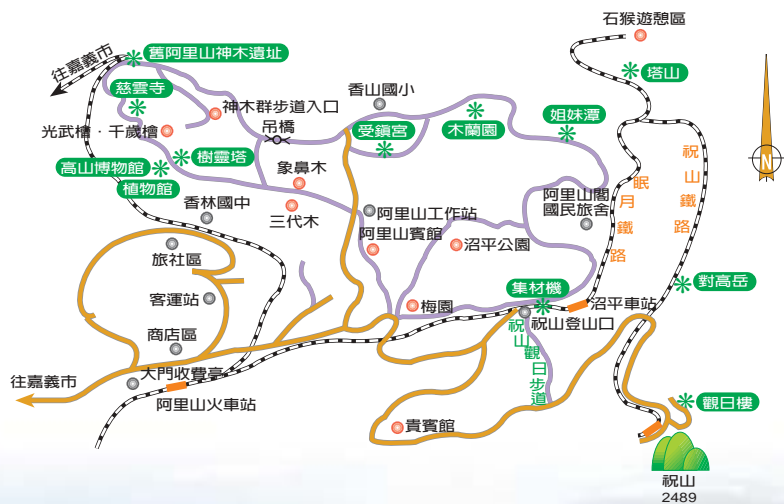 石猴遊憩區
舊阿里山神木遺址
往嘉義市
塔山
慈雲寺
香山國小
神木群步道入口
姐妹潭
木蘭園
光武檜．千歲檜
吊橋
受鎮宮
祝山鐵路
N
樹靈塔
高山博物館
象鼻木
植物館
眠月鐵路
阿里山閣
國民旅舍
香林國中
三代木
阿里山工作站
阿里山賓館
沼平公園
旅社區
對高岳
集材機
客運站
梅園
沼平車站
祝山登山口
商店區
祝山觀日步道
大門收費亭
往嘉義市
阿里山火車站
觀日樓
貴賓館
祝山
2489